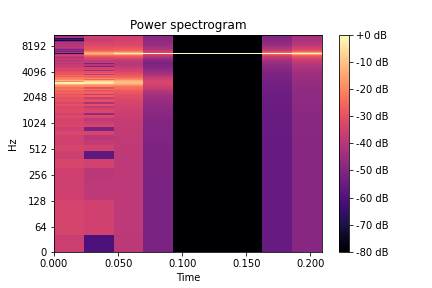 Power spectrogram
8192
4096
2048
1024
512
256
128
64
0
Hz
0.000 0.050 0.100 0.150 0.200
Time
+0 dB
-10 dB
-20 dB
-30 dB
-40 dB
-50 dB
-60 dB
-70 dB
-80 dB